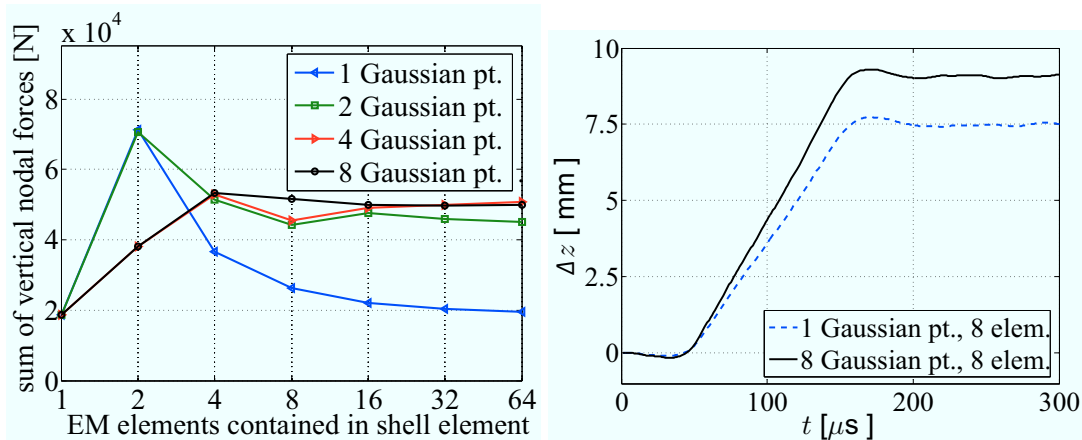 x 10⁴
sum of vertical nodal forces [N]
8
6
4
2
0
1 2 4 8 16 32 64
EM elements contained in shell element
1 Gaussian pt.
2 Gaussian pt.
4 Gaussian pt.
8 Gaussian pt.
Δz [mm]
10
7.5
5
2.5
0
0 100 200 300
t [μs]
1 Gaussian pt., 8 elem.
8 Gaussian pt., 8 elem.